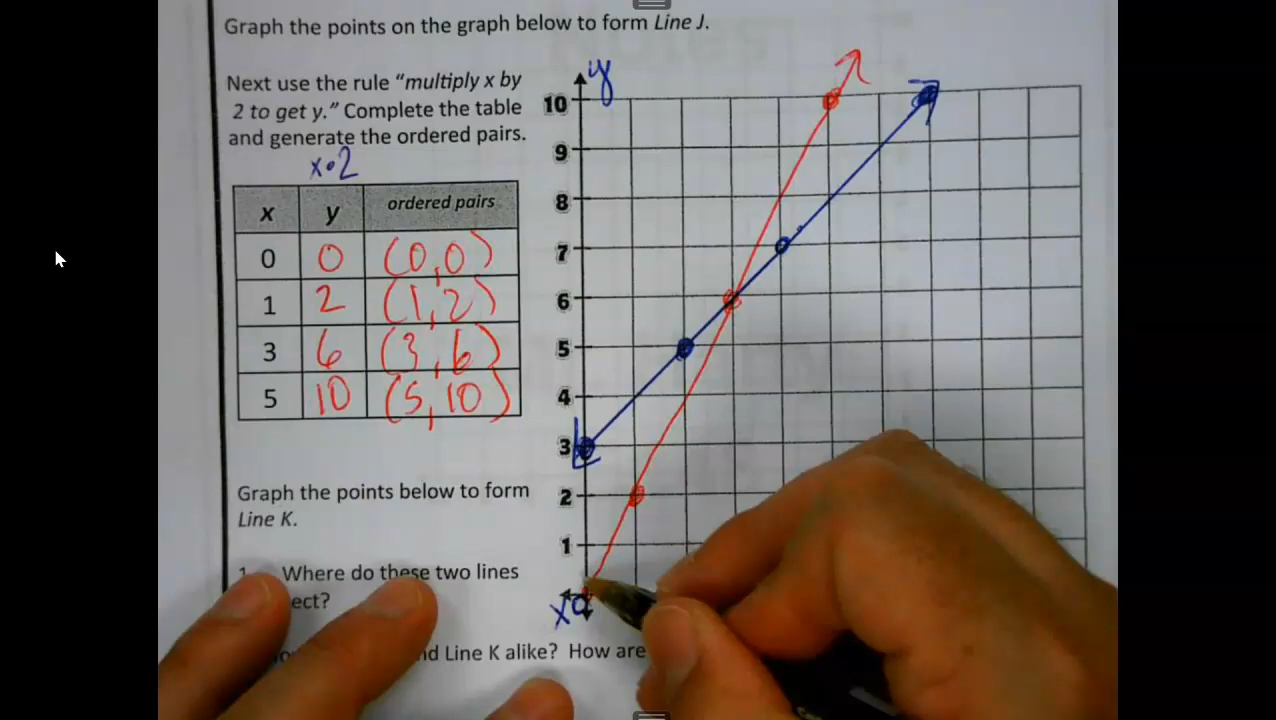 Graph the points on the graph below to form Line J.
Next use the rule "multiply x by
2 to get y." Complete the table
and generate the ordered pairs.
x•2
x y ordered pairs
0 0 (0,0)
1 2 (1,2)
3 6 (3,6)
5 10 (5,10)
Graph the points below to form
Line K.
Where do these two lines
ect?
nd Line K alike? How are
y
10
9
8
7
6
5
4
3
2
1
x